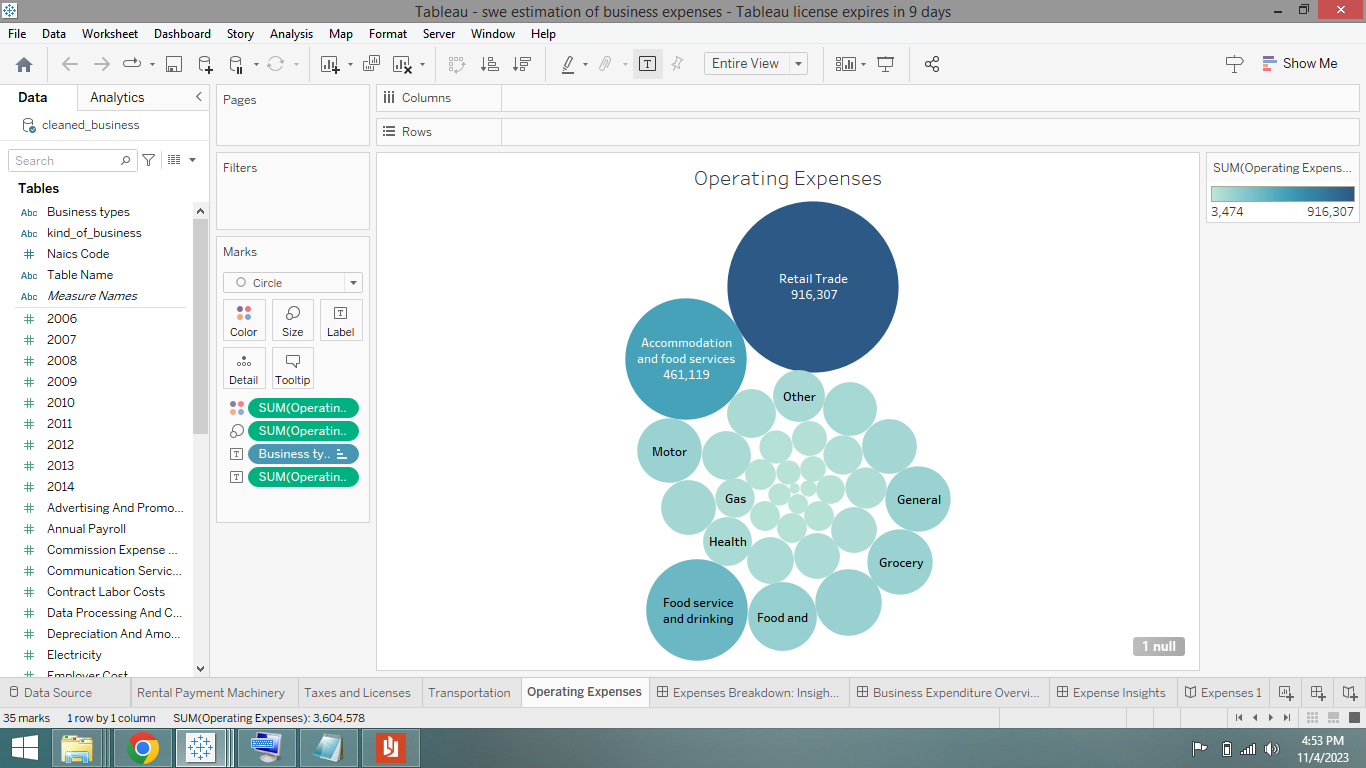 Tableau - swe estimation of business expenses - Tableau license expires in 9 days
File Data Worksheet Dashboard Story Analysis Map Format Server Window Help
Entire View
Show Me
Data Analytics
cleaned_business
Search
Tables
Abc Business types
Abc kind_of_business
# Naics Code
Abc Table Name
Abc Measure Names
# 2006
# 2007
# 2008
# 2009
# 2010
# 2011
# 2012
# 2013
# 2014
# Advertising And Promo...
# Annual Payroll
# Commission Expense ...
# Communication Servic...
# Contract Labor Costs
# Data Processing And C...
# Depreciation And Amo...
# Electricity
# Employer Cost
Pages
Filters
Marks
Circle
Color Size Label
Detail Tooltip
SUM(Operatin..
SUM(Operatin..
Business ty..
SUM(Operatin..
Columns
Rows
Operating Expenses
Retail Trade
916,307
Accommodation
and food services
461,119
Other
Motor
Gas
General
Health
Grocery
Food service
and drinking
Food and
1 null
SUM(Operating Expens...
3,474 916,307
Data Source Rental Payment Machinery Taxes and Licenses Transportation Operating Expenses Expenses Breakdown: Insigh... Business Expenditure Overvi... Expense Insights Expenses 1
35 marks 1 row by 1 column SUM(Operating Expenses): 3,604,578
4:53 PM
11/4/2023